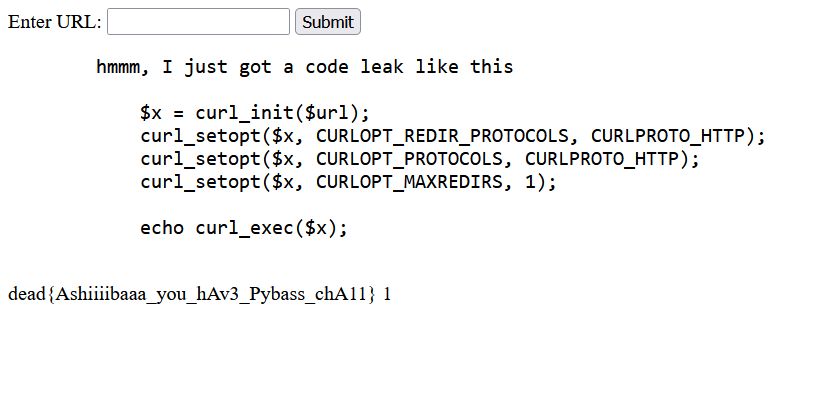 Enter URL: Submit
hmmm, I just got a code leak like this
$x = curl_init($url);
curl_setopt($x, CURLOPT_REDIR_PROTOCOLS, CURLPROTO_HTTP);
curl_setopt($x, CURLOPT_PROTOCOLS, CURLPROTO_HTTP);
curl_setopt($x, CURLOPT_MAXREDIRS, 1);
echo curl_exec($x);
dead{Ashiiiibaaa_you_hAv3_Pybass_chA11} 1